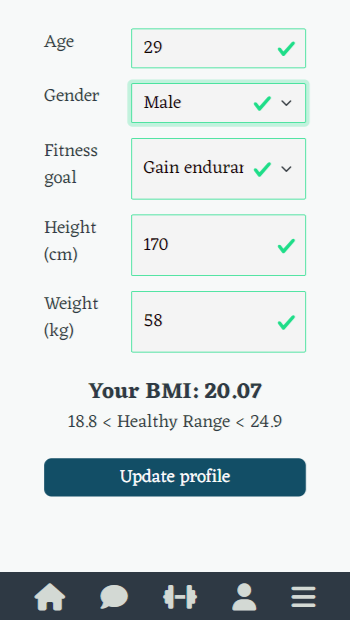 Age
29
Gender
Male
Fitness
goal
Gain enduran
Height
(cm)
170
Weight
(kg)
58
Your BMI: 20.07
18.8 < Healthy Range < 24.9
Update profile